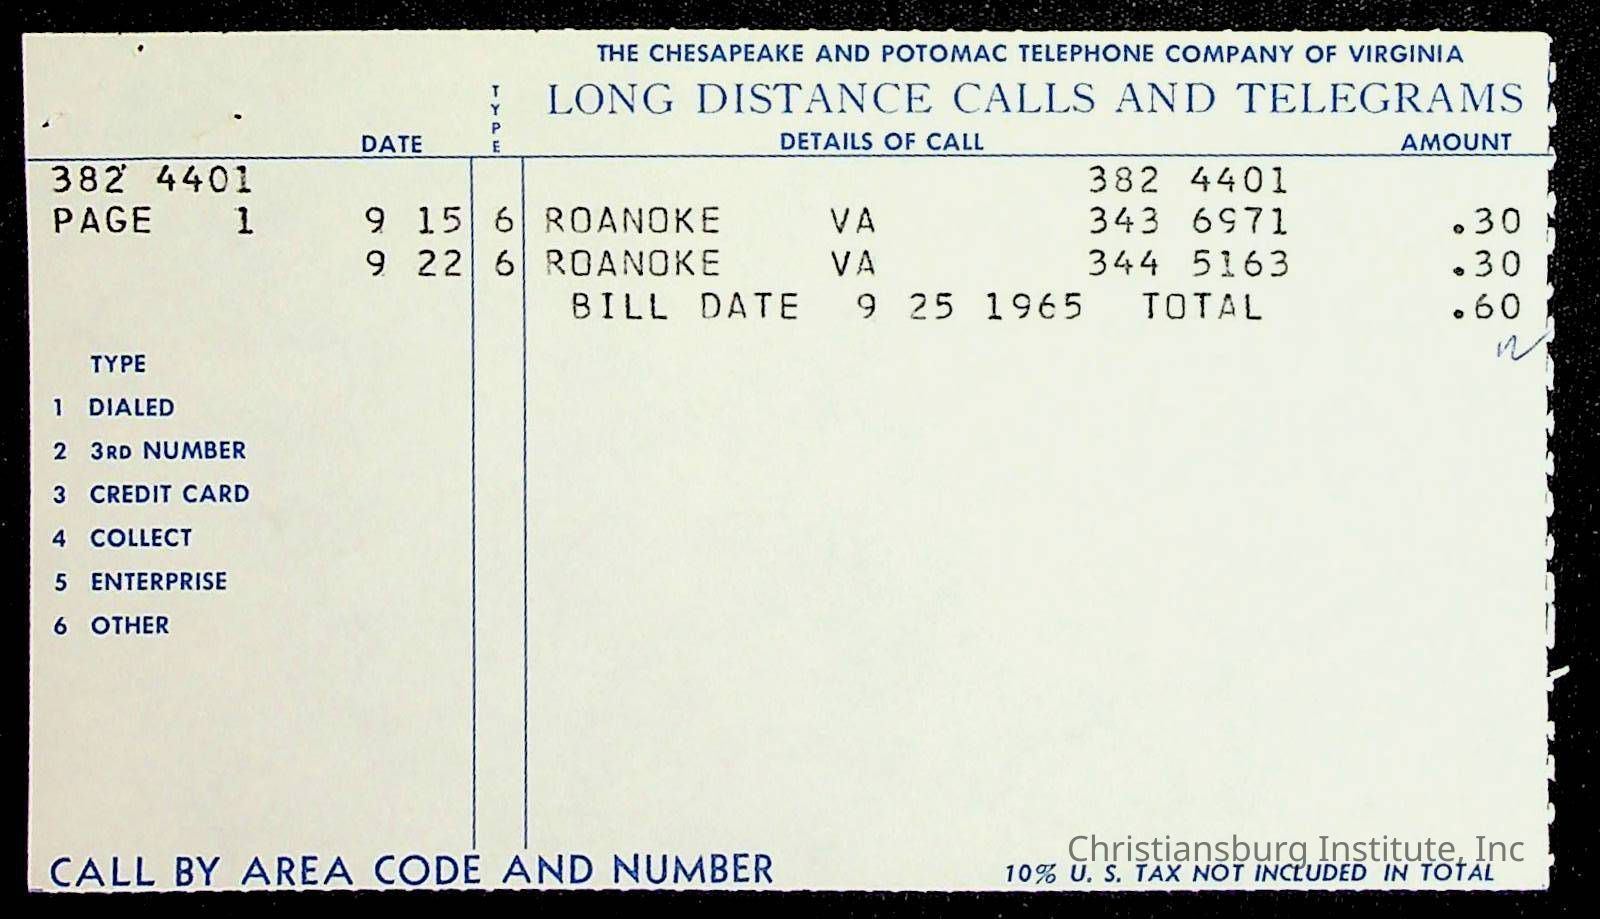 THE CHESAPEAKE AND POTOMAC TELEPHONE COMPANY OF VIRGINIA
LONG DISTANCE CALLS AND TELEGRAMS
DATE TYPE DETAILS OF CALL AMOUNT
382 4401 382 4401
PAGE 1 9 15 6 ROANOKE VA 343 6971 .30
9 22 6 ROANOKE VA 344 5163 .30
BILL DATE 9 25 1965 TOTAL .60
TYPE
1 DIALED
2 3RD NUMBER
3 CREDIT CARD
4 COLLECT
5 ENTERPRISE
6 OTHER
Christiansburg Institute, Inc
CALL BY AREA CODE AND NUMBER 10% U. S. TAX NOT INCLUDED IN TOTAL